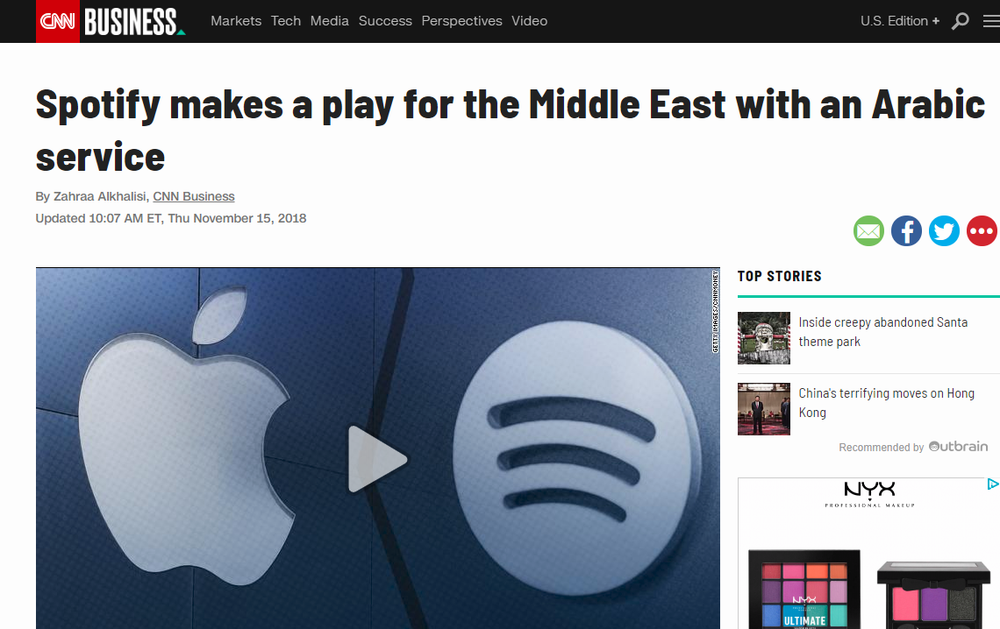 CNN BUSINESS
Markets Tech Media Success Perspectives Video
U.S. Edition +
Spotify makes a play for the Middle East with an Arabic
service
By Zahraa Alkhalisi, CNN Business
Updated 10:07 AM ET, Thu November 15, 2018
GETTY IMAGES/CNNMONEY
TOP STORIES
Inside creepy abandoned Santa
theme park
China's terrifying moves on Hong
Kong
Recommended by Outbrain
NYX
PROFESSIONAL MAKEUP
NYX
ULTIMATE